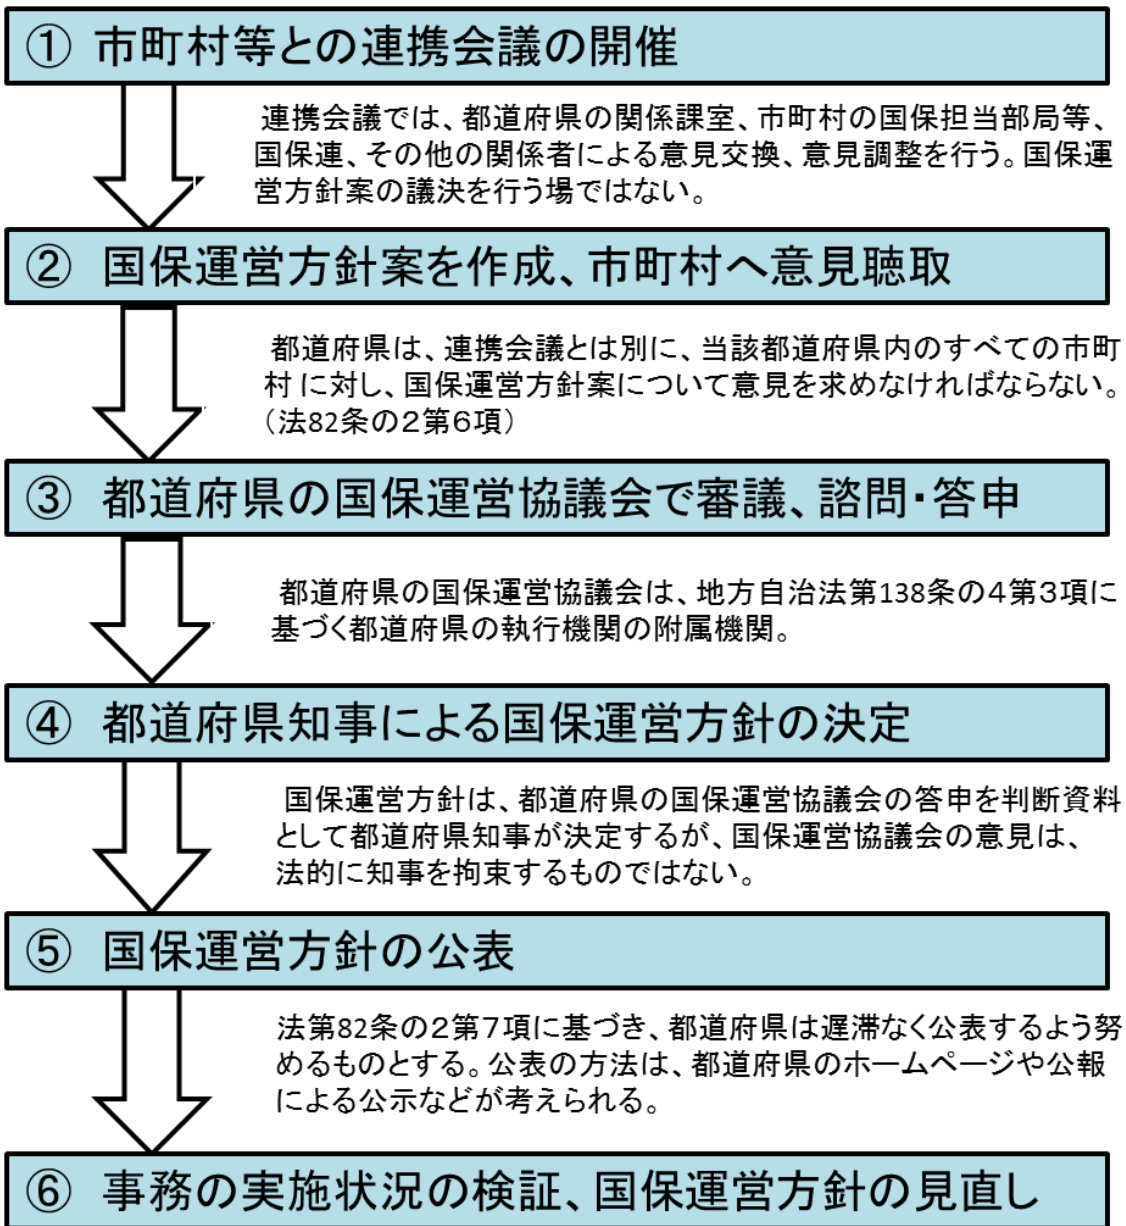 ① 市町村等との連携会議の開催
連携会議では、都道府県の関係課室、市町村の国保担当部局等、
国保連、その他の関係者による意見交換、意見調整を行う。国保運
営方針案の議決を行う場ではない。
② 国保運営方針案を作成、市町村へ意見聴取
都道府県は、連携会議とは別に、当該都道府県内のすべての市町
村に対し、国保運営方針案について意見を求めなければならない。
（法82条の２第６項）
③ 都道府県の国保運営協議会で審議、諮問・答申
都道府県の国保運営協議会は、地方自治法第138条の４第３項に
基づく都道府県の執行機関の附属機関。
④ 都道府県知事による国保運営方針の決定
国保運営方針は、都道府県の国保運営協議会の答申を判断資料
として都道府県知事が決定するが、国保運営協議会の意見は、
法的に知事を拘束するものではない。
⑤ 国保運営方針の公表
法第82条の２第７項に基づき、都道府県は遅滞なく公表するよう努
めるものとする。公表の方法は、都道府県のホームページや公報
による公示などが考えられる。
⑥ 事務の実施状況の検証、国保運営方針の見直し